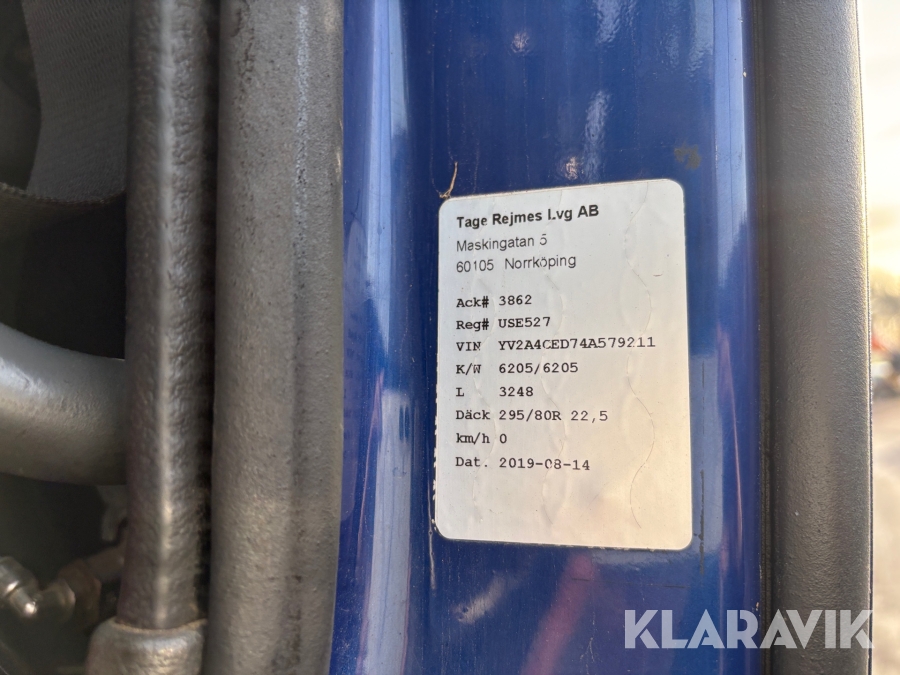 Tage Rejmes Lvg AB
Maskingatan 5
60105 Norrköping
Ack# 3862
Reg# USE527
VIN YV2A4CED74A579211
K/W 6205/6205
L 3248
Däck 295/80R 22,5
km/h 0
Dat. 2019-08-14
KLARAVIK